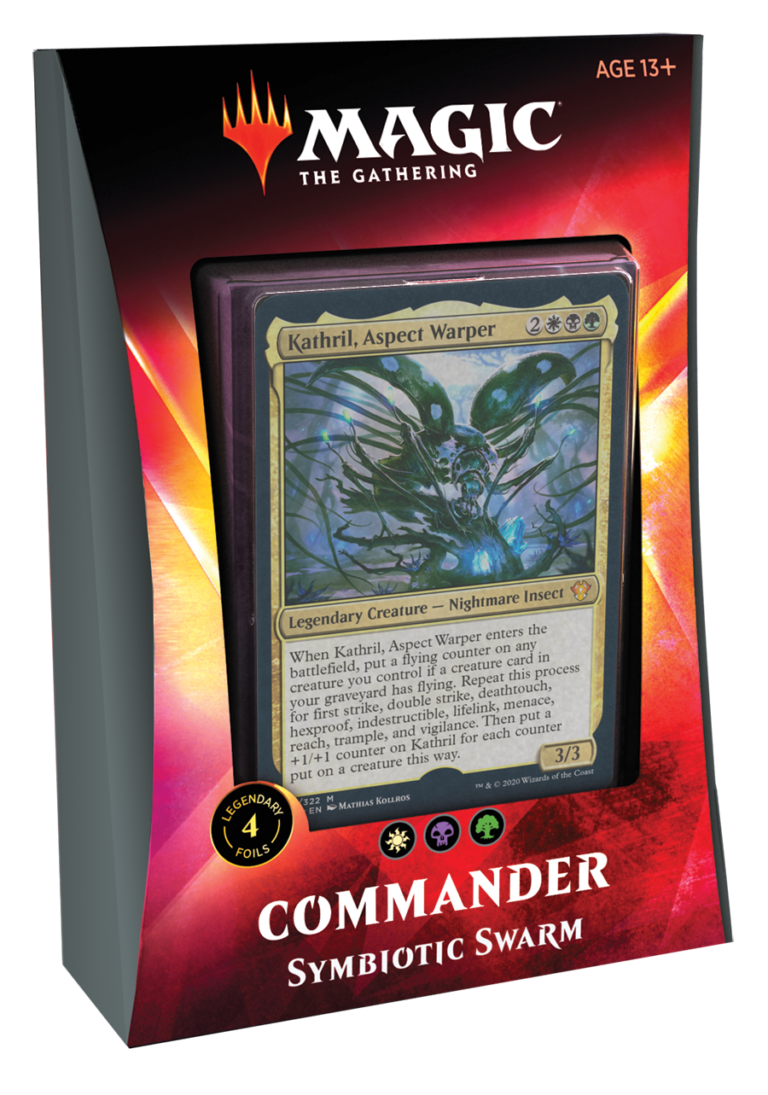 AGE 13+
MAGIC
THE GATHERING
Kathril, Aspect Warper 2
Legendary Creature — Nightmare Insect
When Kathril, Aspect Warper enters the
battlefield, put a flying counter on any
creature you control if a creature card in
your graveyard has flying. Repeat this process
for first strike, double strike, deathtouch,
hexproof, indestructible, lifelink, menace,
reach, trample, and vigilance. Then put a
+1/+1 counter on Kathril for each counter
put on a creature this way.
3/3
/322 M
EN Mathias Kollros
™ & © 2020 Wizards of the Coast
LEGENDARY
4
FOILS
COMMANDER
SYMBIOTIC SWARM